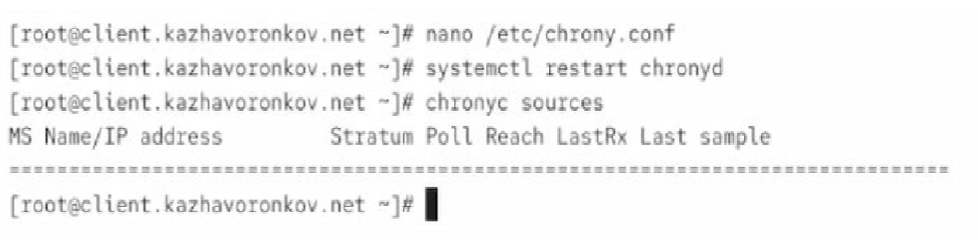 [root@client.kazhavoronkov.net ~]# nano /etc/chrony.conf
[root@client.kazhavoronkov.net ~]# systemctl restart chronyd
[root@client.kazhavoronkov.net ~]# chronyc sources
MS Name/IP address         Stratum Poll Reach LastRx Last sample
===============================================================================
[root@client.kazhavoronkov.net ~]#